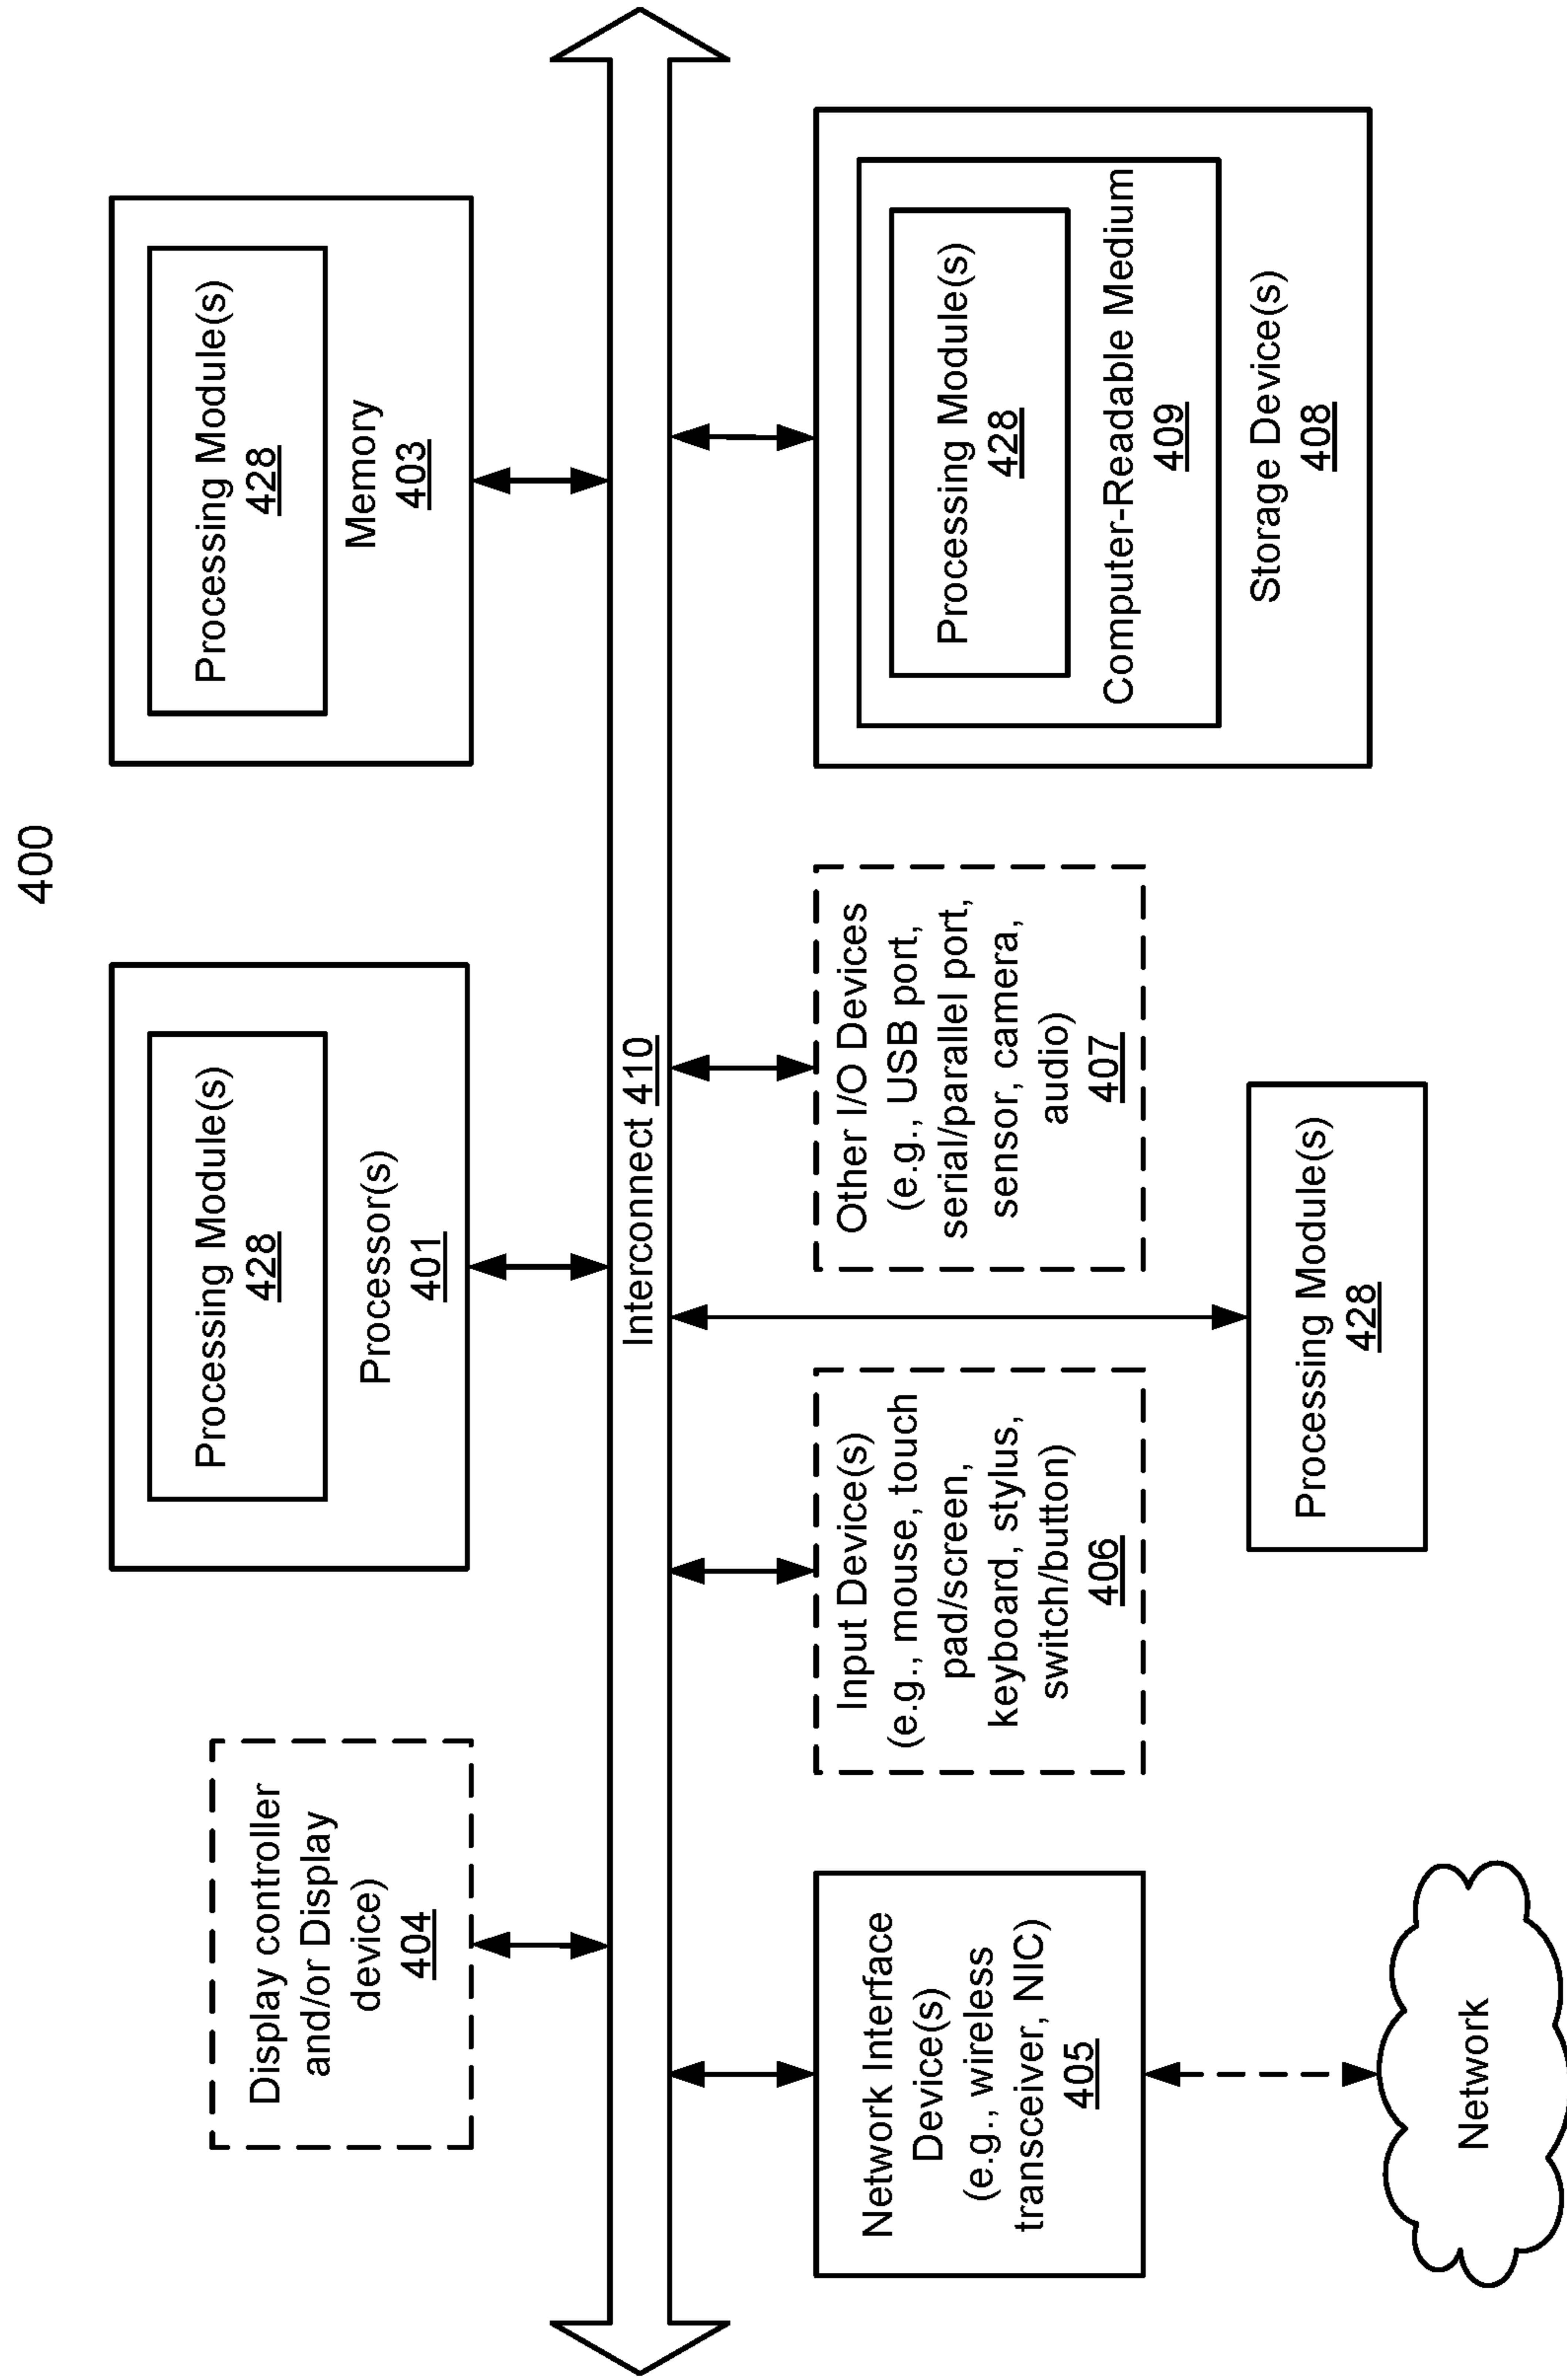 400
Display controller
and/or Display
device)
404
Processing Module(s)
428
Processor(s)
401
Processing Module(s)
428
Memory
403
Interconnect 410
Network Interface
Device(s)
(e.g., wireless
transceiver, NIC)
405
Input Device(s)
(e.g., mouse, touch
pad/screen,
keyboard, stylus,
switch/button)
406
Other I/O Devices
(e.g., USB port,
serial/parallel port,
sensor, camera,
audio)
407
Processing Module(s)
428
Computer-Readable Medium
409
Storage Device(s)
408
Processing Module(s)
428
Network